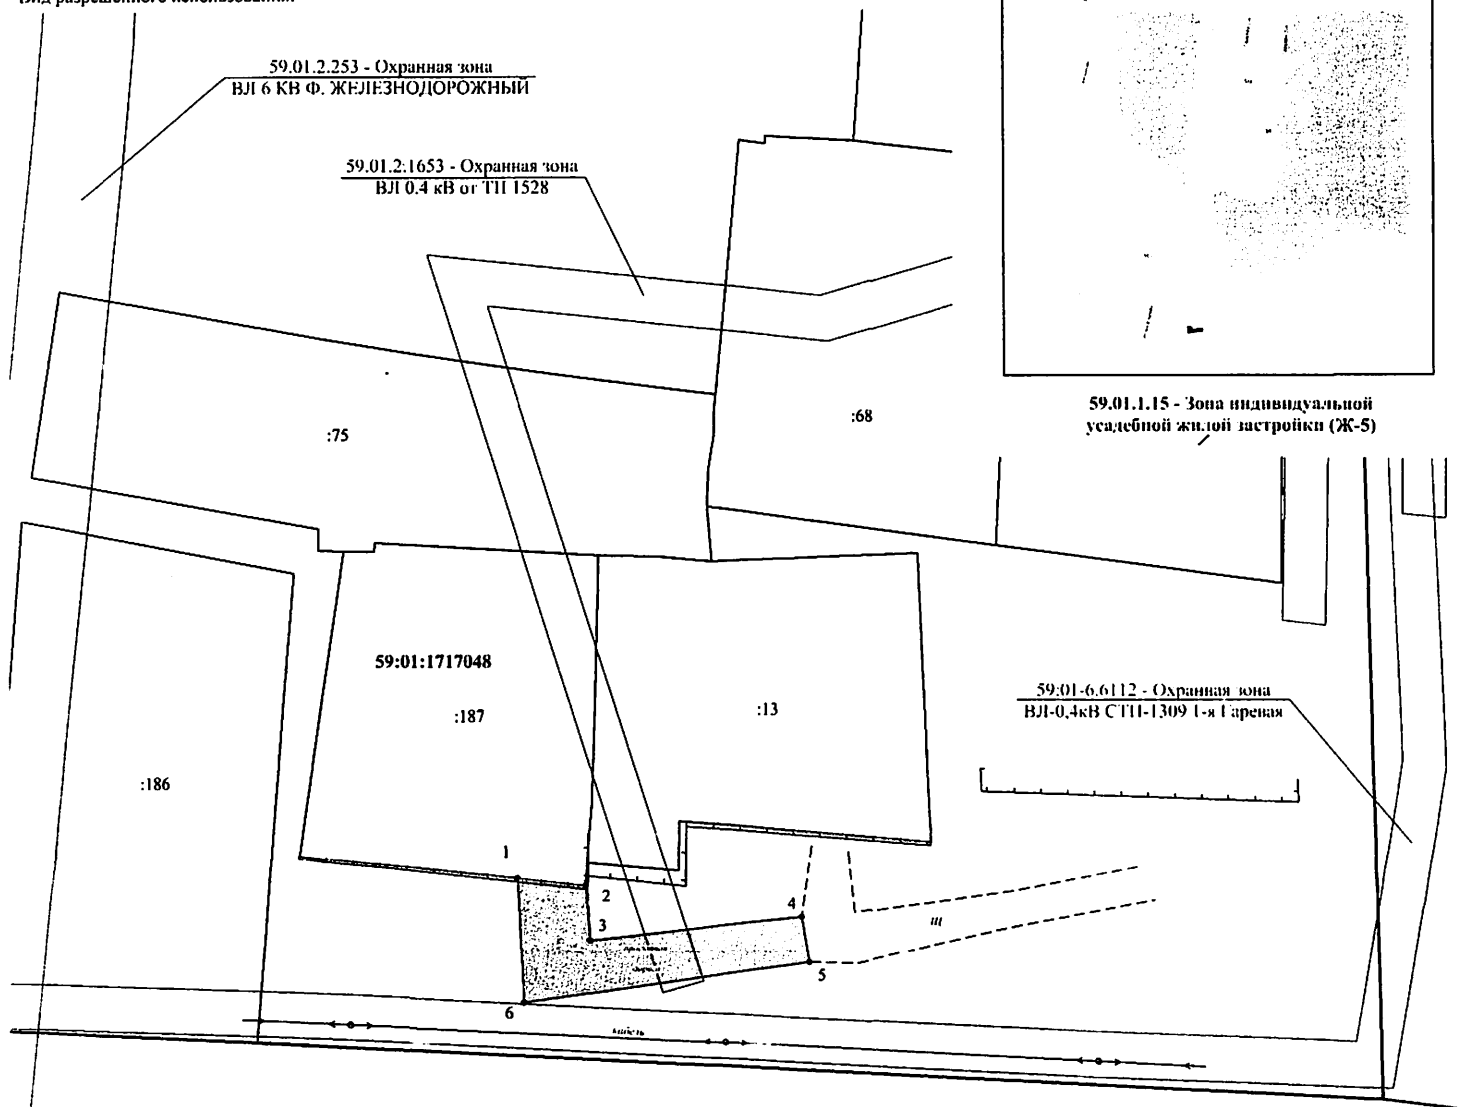 Вид разрешенного использования
59.01.2.253 - Охранная зона
ВЛ 6 КВ Ф. ЖЕЛЕЗНОДОРОЖНЫЙ
59.01.2.1653 - Охранная зона
ВЛ 0.4 кВ от ТП 1528
59.01.1.15 - Зона индивидуальной
усадебной жилой застройки (Ж-5)
:75
:68
59:01:1717048
:187
:13
59:01-6.6112 - Охранная зона
ВЛ-0,4кВ СТП-1309 1-я Гаревая
:186
1
2
3
4
5
6
щ
кабель